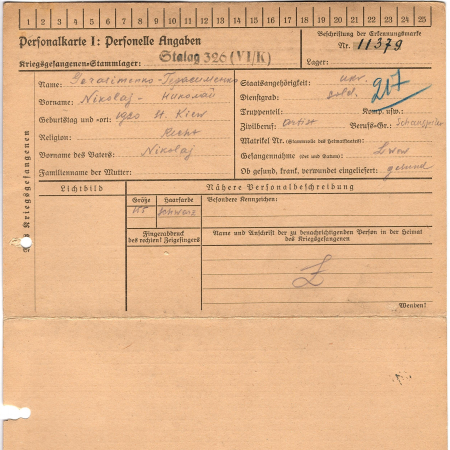 1 2 3 4 5 6 7 8 9 10 11 12 13 14 15 16 17 18 19 20 21 22 23 24 25
Personalkarte I: Personelle Angaben
Beschriftung der Erkennungsmarke
Nr. 11379
Kriegsgefangenen-Stammlager: Stalag 326 (VI/K)
Lager:
Des Kriegsgefangenen
Name: Герасименко
Vorname: Nikolaj - Николай
Geburtstag und -ort: 1920 Kiew
Religion:
Vorname des Vaters: Nikolaj
Familienname der Mutter:
Staatsangehörigkeit: ukr.
Dienstgrad: sold.
217
Truppenteil: Komp. usw.:
Zivilberuf: Artist Berufs-Gr.: Schauspieler
Matrikel Nr. (Stammrolle des Heimatstaates):
Gefangennahme (Ort und Datum): Lwow
Ob gesund, krank, verwundet eingeliefert: gesund
Lichtbild
Nähere Personalbeschreibung
Größe Haarfarbe
Schwarz
Besondere Kennzeichen:
Fingerabdruck
des rechten! Zeigefingers
Name und Anschrift der zu benachrichtigenden Person in der Heimat
des Kriegsgefangenen
Wenden!